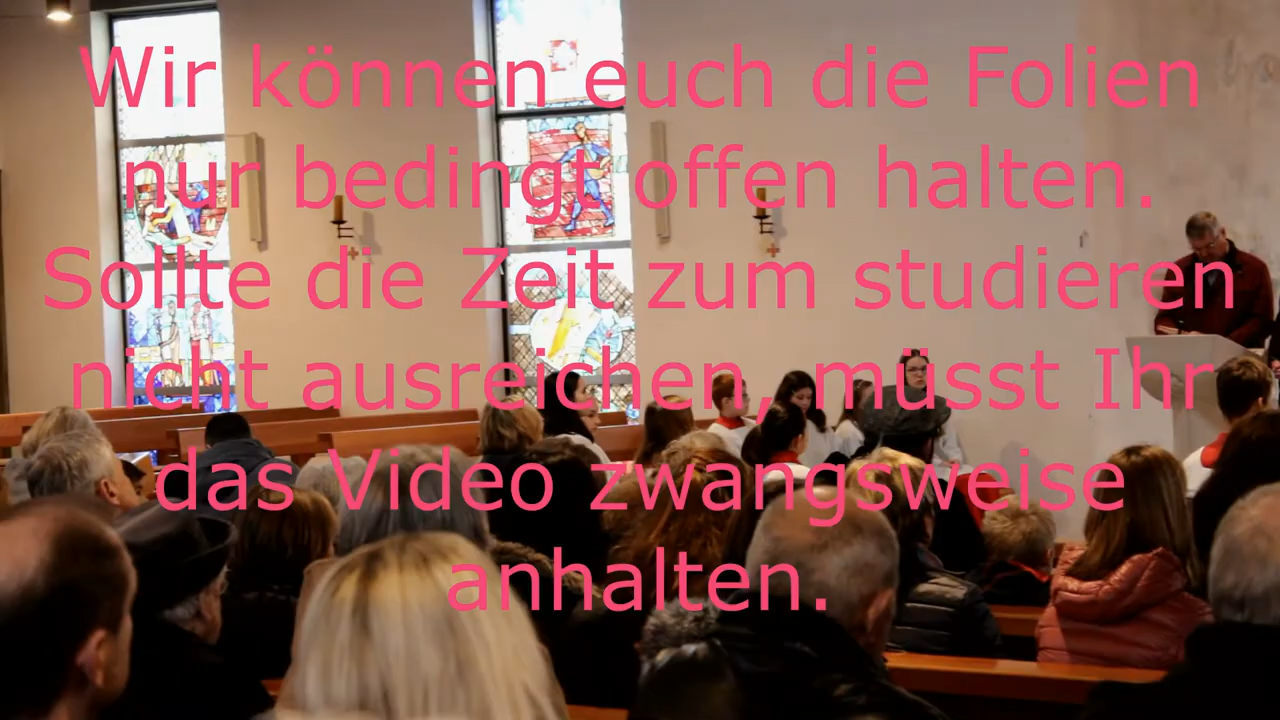 Wir können euch die Folien
nur bedingt offen halten.
Sollte die Zeit zum studieren
nicht ausreichen, müsst Ihr
das Video zwangsweise
anhalten.